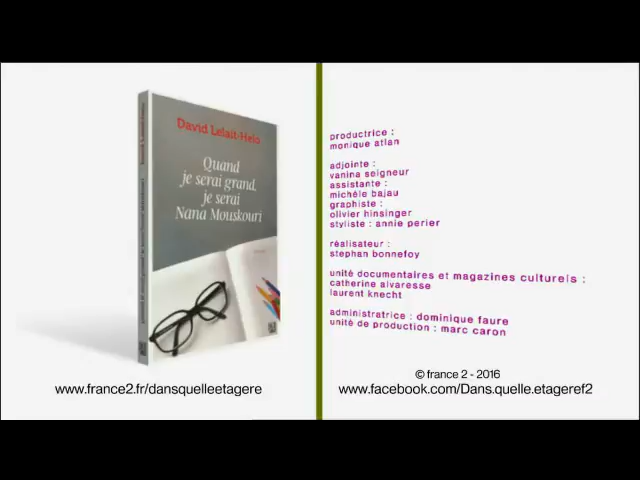 David Lelait-Helo
Quand
je serai grand,
je serai
Nana Mouskouri
www.france2.fr/dansquelleetagere
productrice :
monique atlan
adjointe :
vanina seigneur
assistante :
michèle bajau
graphiste :
olivier hinsinger
styliste : annie perier
réalisateur :
stephan bonnefoy
unité documentaires et magazines culturels :
catherine alvaresse
laurent knecht
administratrice : dominique faure
unité de production : marc caron
© france 2 - 2016
www.facebook.com/Dans.quelle.etageref2